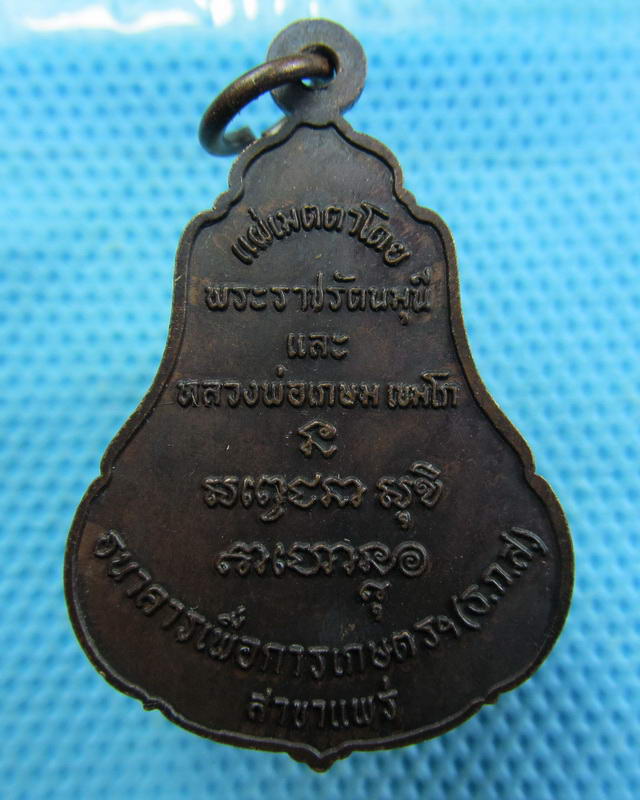 แผ่เมตตาโดย
พระราชรัตนมุนี
และ
หลวงพ่อเกษม เขมโก
ธนาคารเพื่อการเกษตรฯ(ธ.ก.ส)
สาขาแพร่